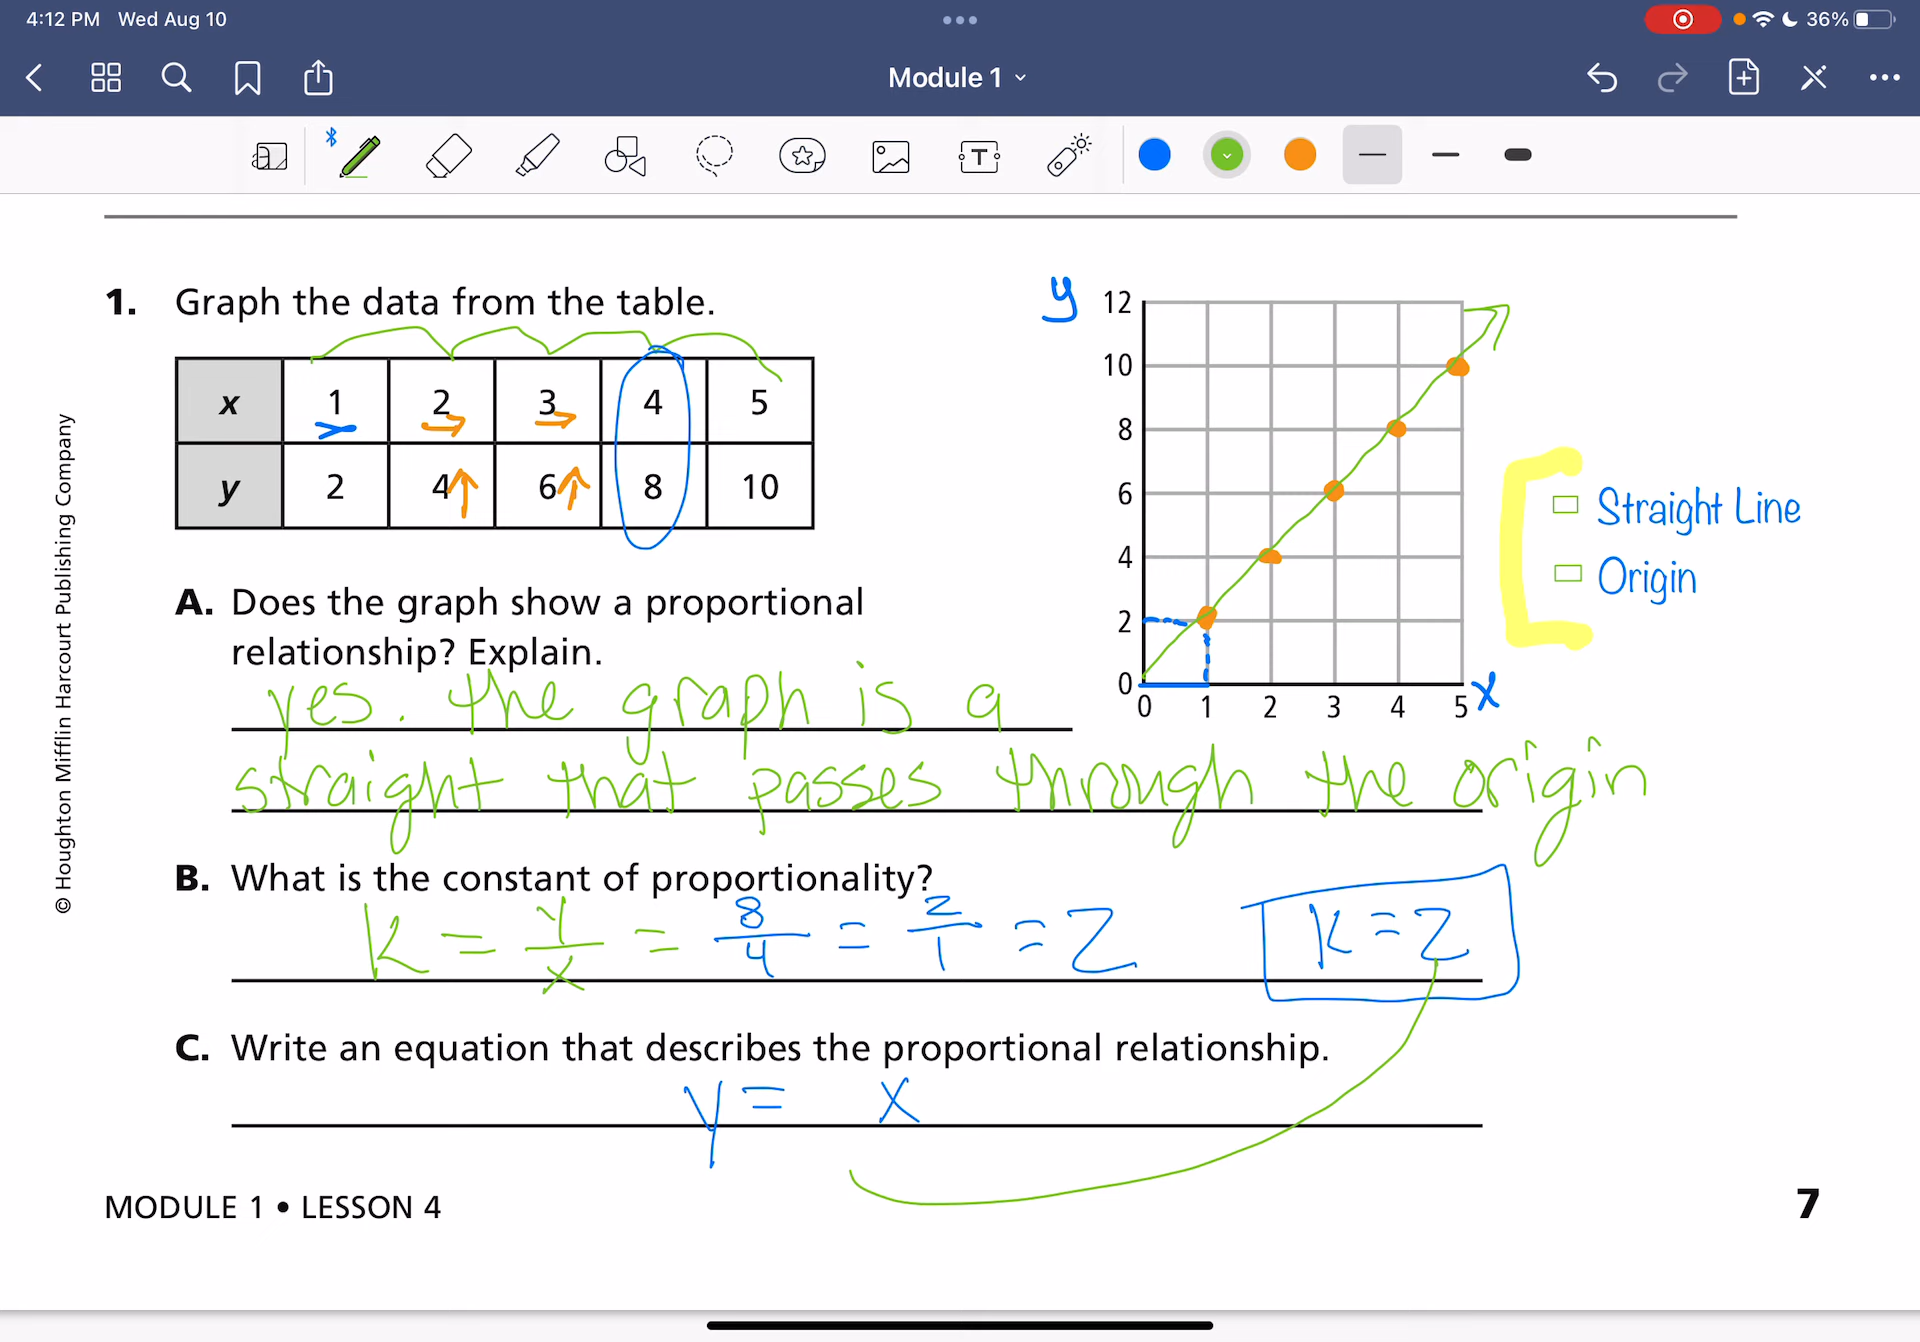 4:12 PM Wed Aug 10
36%
Module 1
T
1. Graph the data from the table.
x 1 2 3 4 5
y 2 4 6 8 10
y
12
10
8
6
4
2
0
0 1 2 3 4 5 x
Straight Line
Origin
A. Does the graph show a proportional
relationship? Explain.
yes. the graph is a
straight that passes through the origin
B. What is the constant of proportionality?
K = y/x = 8/4 = 2/1 = 2 K = 2
C. Write an equation that describes the proportional relationship.
y = x
MODULE 1 • LESSON 4
7
© Houghton Mifflin Harcourt Publishing Company